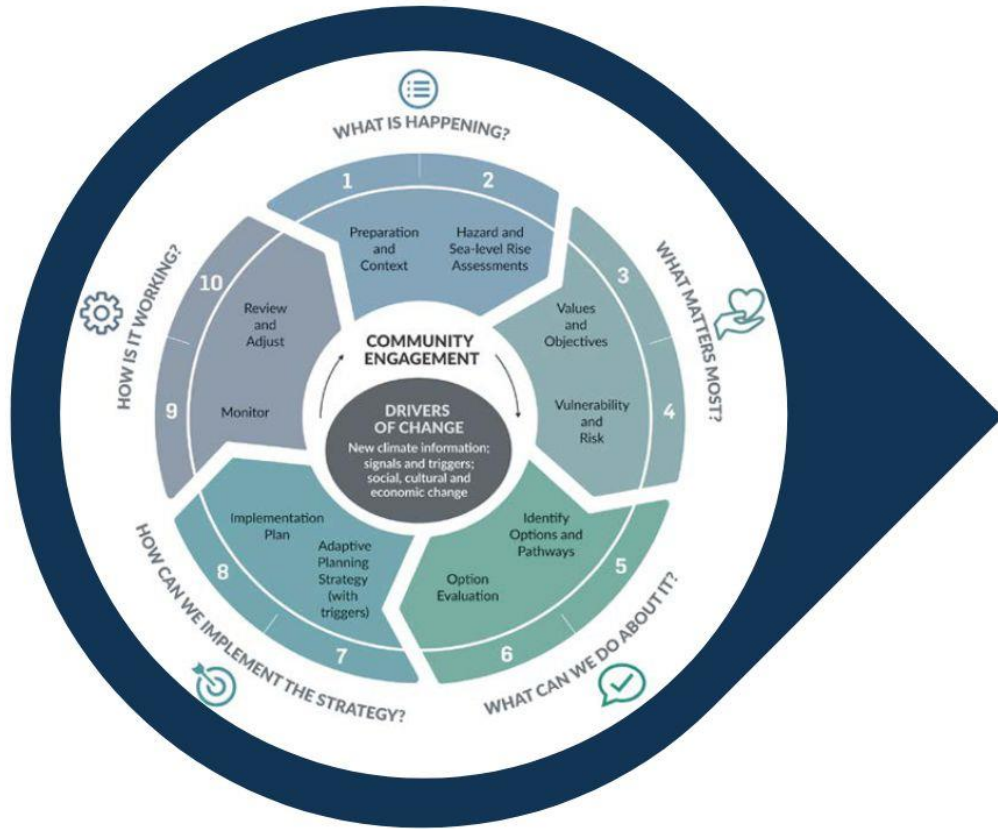 WHAT IS HAPPENING?
1
2
Preparation
and
Context
Hazard and
Sea-level Rise
Assessments
WHAT MATTERS MOST?
3
4
Values
and
Objectives
Vulnerability
and
Risk
WHAT CAN WE DO ABOUT IT?
5
6
Identify
Options and
Pathways
Option
Evaluation
HOW CAN WE IMPLEMENT THE STRATEGY?
7
8
Adaptive
Planning
Strategy
(with
triggers)
Implementation
Plan
HOW IS IT WORKING?
9
10
Monitor
Review
and
Adjust
COMMUNITY
ENGAGEMENT
DRIVERS
OF CHANGE
New climate information;
signals and triggers;
social, cultural and
economic change